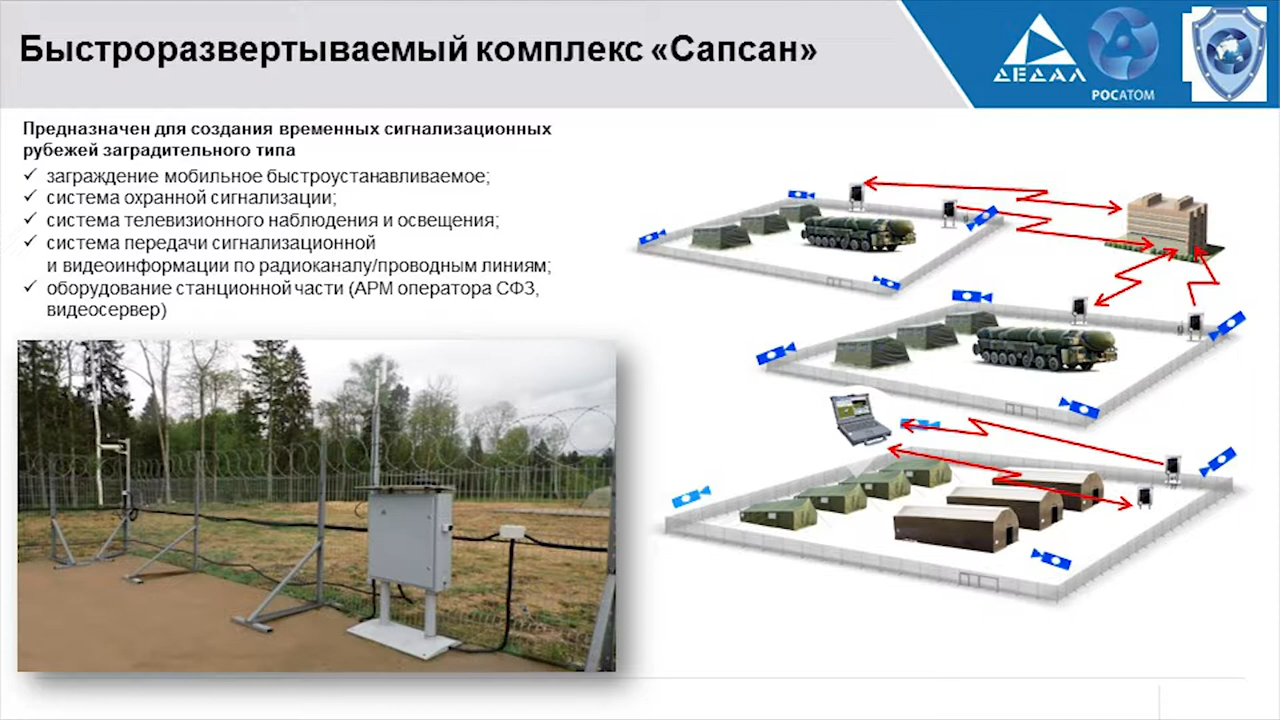 Быстроразвертываемый комплекс «Сапсан»
ДЕДАЛ
РОСАТОМ
Предназначен для создания временных сигнализационных
рубежей заградительного типа
✓ заграждение мобильное быстроустанавливаемое;
✓ система охранной сигнализации;
✓ система телевизионного наблюдения и освещения;
✓ система передачи сигнализационной
и видеоинформации по радиоканалу/проводным линиям;
✓ оборудование станционной части (АРМ оператора СФЗ,
видеосервер)